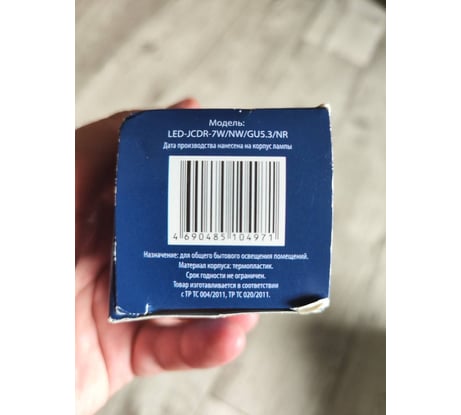 Модель:
LED-JCDR-7W/NW/GU5.3/NR
Дата производства нанесена на корпус лампы
4 690485 104971
Назначение: для общего бытового освещения помещений.
Материал корпуса: термопластик.
Срок годности не ограничен.
Товар изготавливается в соответствии
с ТР ТС 004/2011, ТР ТС 020/2011.